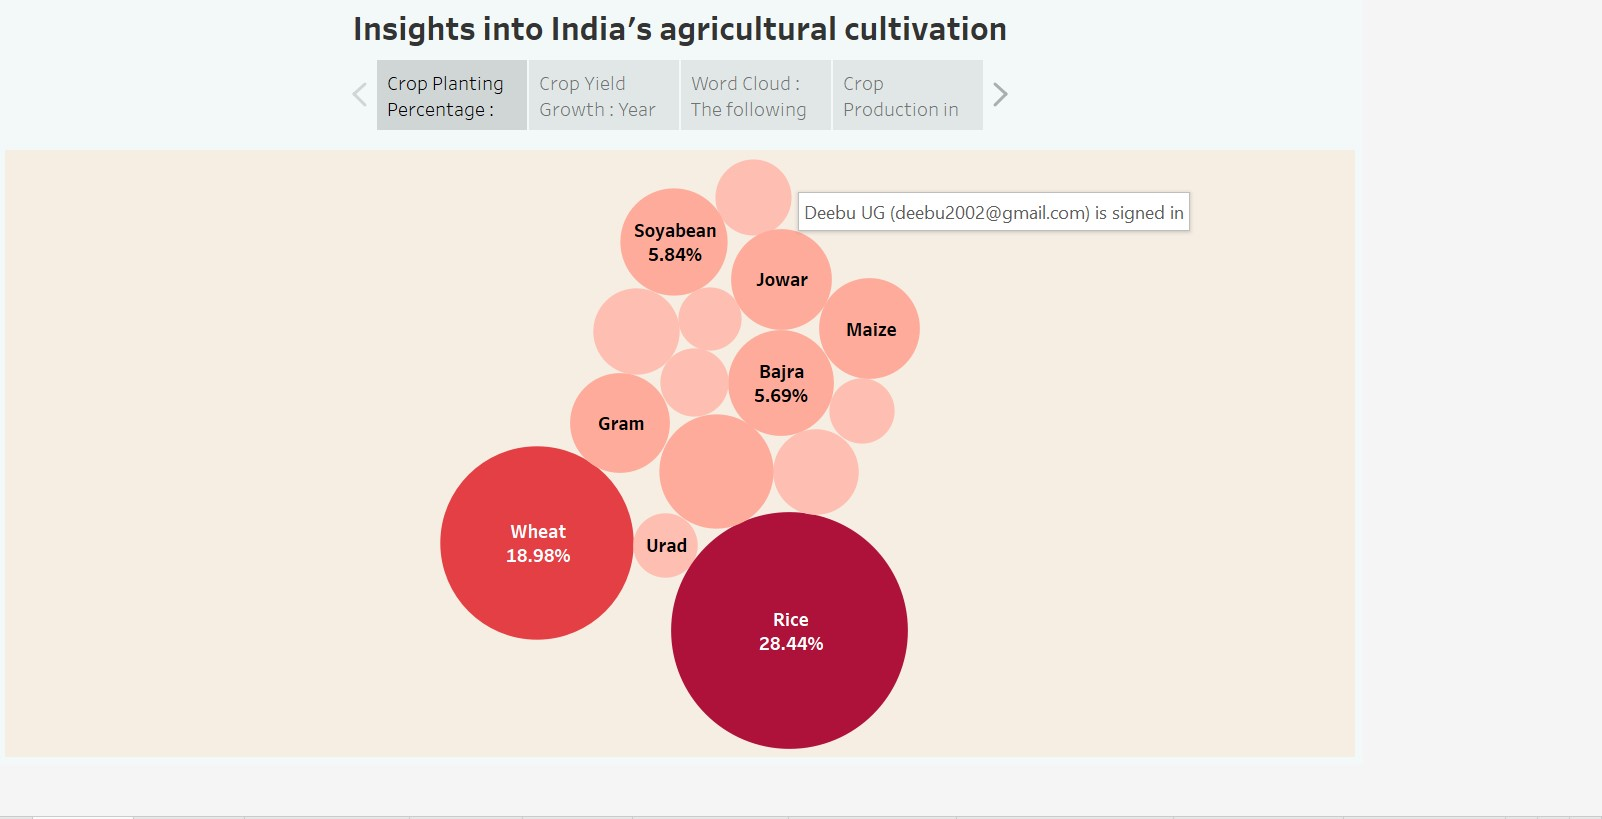 Insights into India’s agricultural cultivation
Crop Planting
Percentage :
Crop Yield
Growth : Year
Word Cloud :
The following
Crop
Production in
Deebu UG (deebu2002@gmail.com) is signed in
Soyabean
5.84%
Jowar
Maize
Bajra
5.69%
Gram
Wheat
18.98%
Urad
Rice
28.44%